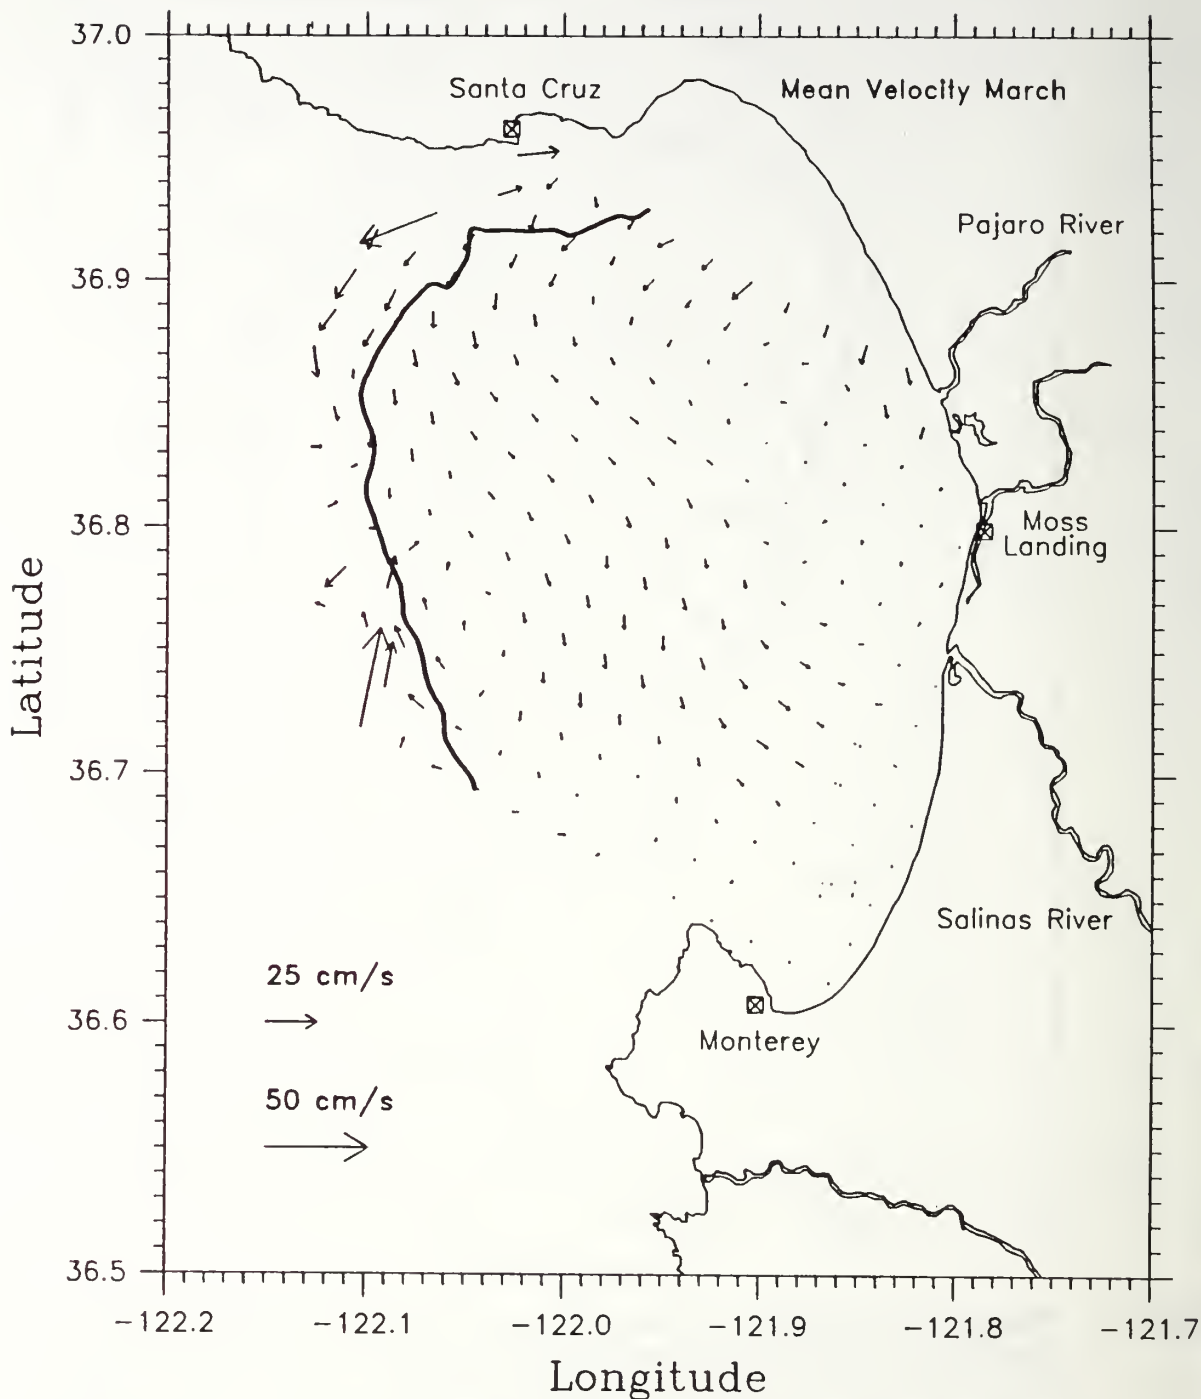 37.0
Santa Cruz
Mean Velocity March
Pajaro River
36.9
36.8
Moss
Landing
Latitude
36.7
Salinas River
25 cm/s
36.6
Monterey
50 cm/s
36.5
-122.2
-122.1
-122.0
-121.9
-121.8
-121.7
Longitude